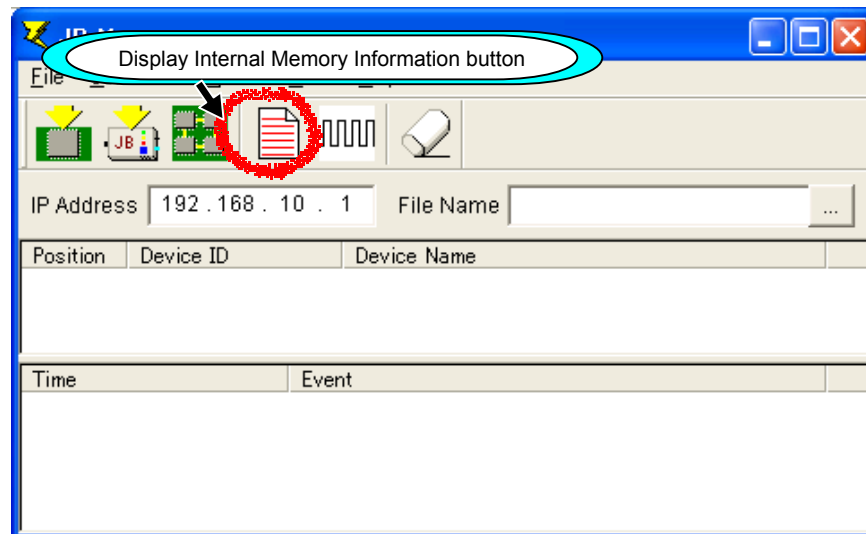 Display Internal Memory Information button
File
JB
IP Address 192.168. 10 . 1 File Name ...
Position Device ID Device Name
Time Event